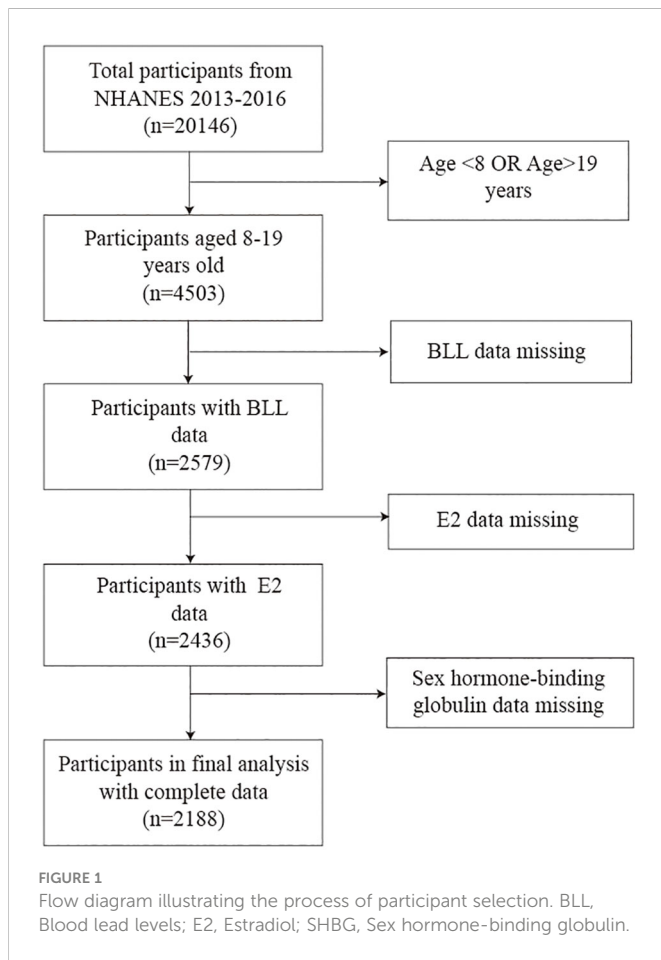 Total participants from
NHANES 2013-2016
(n=20146)
Age <8 OR Age>19
years
Participants aged 8-19
years old
(n=4503)
BLL data missing
Participants with BLL
data
(n=2579)
E2 data missing
Participants with E2
data
(n=2436)
Sex hormone-binding
globulin data missing
Participants in final analysis
with complete data
(n=2188)
FIGURE 1
Flow diagram illustrating the process of participant selection. BLL,
Blood lead levels; E2, Estradiol; SHBG, Sex hormone-binding globulin.